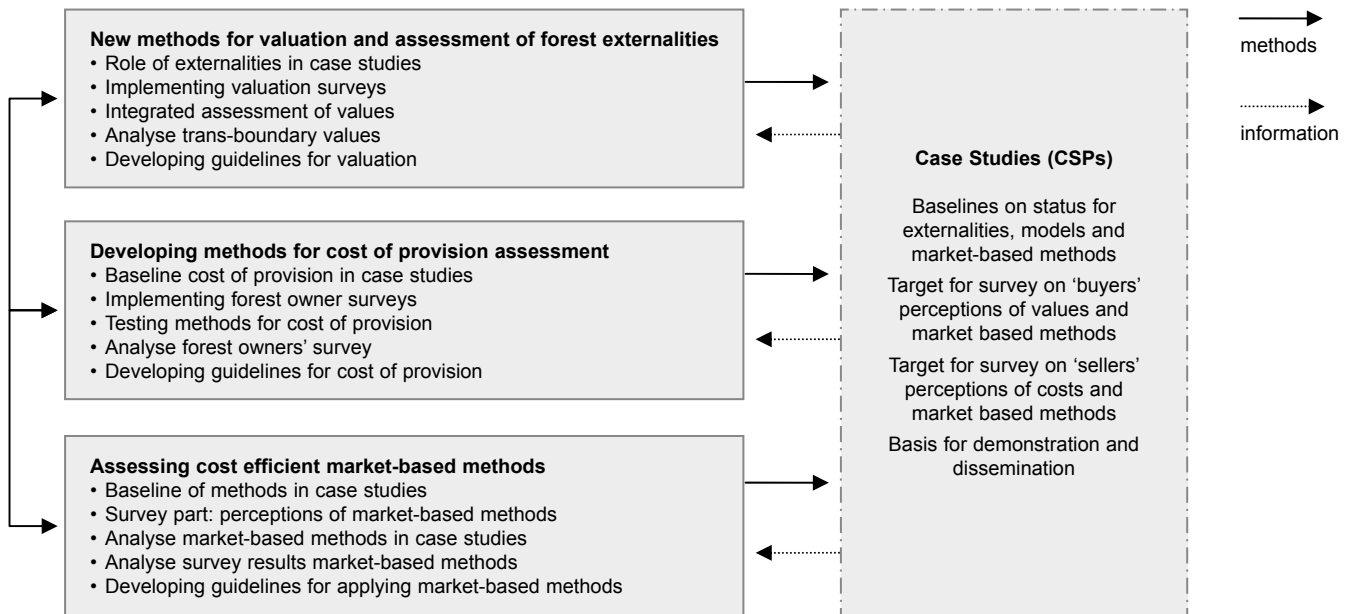 New methods for valuation and assessment of forest externalities
• Role of externalities in case studies
• Implementing valuation surveys
• Integrated assessment of values
• Analyse trans-boundary values
• Developing guidelines for valuation
Developing methods for cost of provision assessment
• Baseline cost of provision in case studies
• Implementing forest owner surveys
• Testing methods for cost of provision
• Analyse forest owners’ survey
• Developing guidelines for cost of provision
Assessing cost efficient market-based methods
• Baseline of methods in case studies
• Survey part: perceptions of market-based methods
• Analyse market-based methods in case studies
• Analyse survey results market-based methods
• Developing guidelines for applying market-based methods
Case Studies (CSPs)
Baselines on status for
externalities, models and
market-based methods
Target for survey on ‘buyers’
perceptions of values and
market based methods
Target for survey on ‘sellers’
perceptions of costs and
market based methods
Basis for demonstration and
dissemination
methods
information